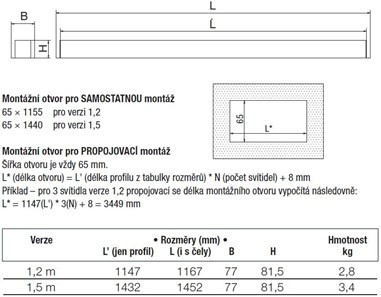 L
B
L'
H
Montážní otvor pro SAMOSTATNOU montáž
65 × 1155 pro verzi 1,2
65 × 1440 pro verzi 1,5
65
L*
Montážní otvor pro PROPOJOVACÍ montáž
Šířka otvoru je vždy 65 mm.
L* (délka otvoru) = L' (délka profilu z tabulky rozměrů) * N (počet svítidel) + 8 mm
Příklad – pro 3 svítidla verze 1,2 propojovací se délka montážního otvoru vypočítá následovně:
L* = 1147(L') * 3(N) + 8 = 3449 mm
Verze • Rozměry (mm) • Hmotnost
L' (jen profil) L (i s čely) B H kg
1,2 m 1147 1167 77 81,5 2,8
1,5 m 1432 1452 77 81,5 3,4